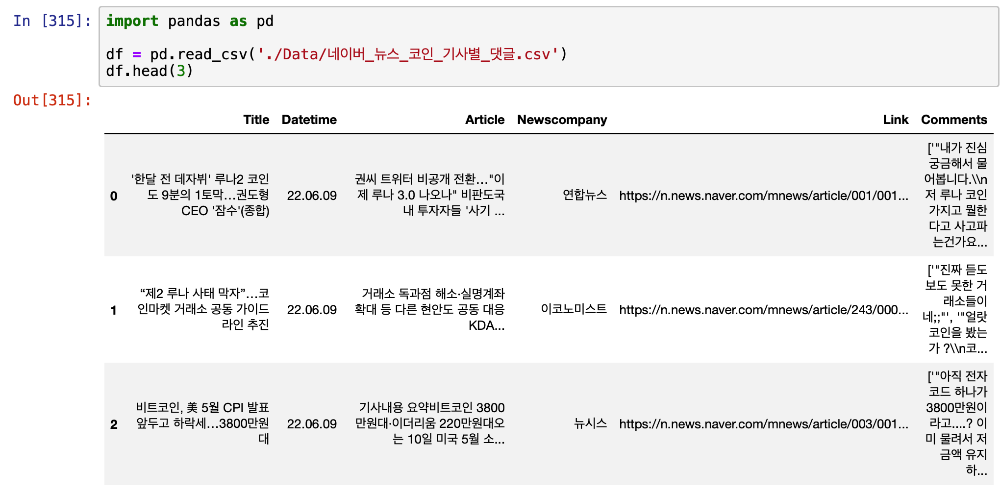 In [315]:
import pandas as pd
df = pd.read_csv('./Data/네이버_뉴스_코인_기사별_댓글.csv')
df.head(3)
Out[315]:
Title Datetime Article Newscompany Link Comments
0
'한달 전 데자뷔' 루나2 코인
도 9분의 1토막…권도형
CEO '잠수'(종합)
22.06.09
권씨 트위터 비공개 전환…"이
제 루나 3.0 나오나" 비판도국
내 투자자들 '사기 ...
연합뉴스
https://n.news.naver.com/mnews/article/001/001...
['"내가 진심
궁금해서 물
어봅니다.\\n
저 루나 코인
가지고 뭘한
다고 사고파
는건가요...
1
“제2 루나 사태 막자”…코
인마켓 거래소 공동 가이드
라인 추진
22.06.09
거래소 독과점 해소·실명계좌
확대 등 다른 현안도 공동 대응
KDA...
이코노미스트
https://n.news.naver.com/mnews/article/243/000...
['"진짜 듣도
보도 못한 거
래소들이
네;;"', '"얼랏
코인을 봤는
가 ?\\n코...
2
비트코인, 美 5월 CPI 발표
앞두고 하락세…3800만원
대
22.06.09
기사내용 요약비트코인 3800
만원대·이더리움 220만원대오
는 10일 미국 5월 소...
뉴시스
https://n.news.naver.com/mnews/article/003/001...
['"아직 전자
코드 하나가
3800만원이
라고....? 이
미 물려서 저
금액 유지
하...